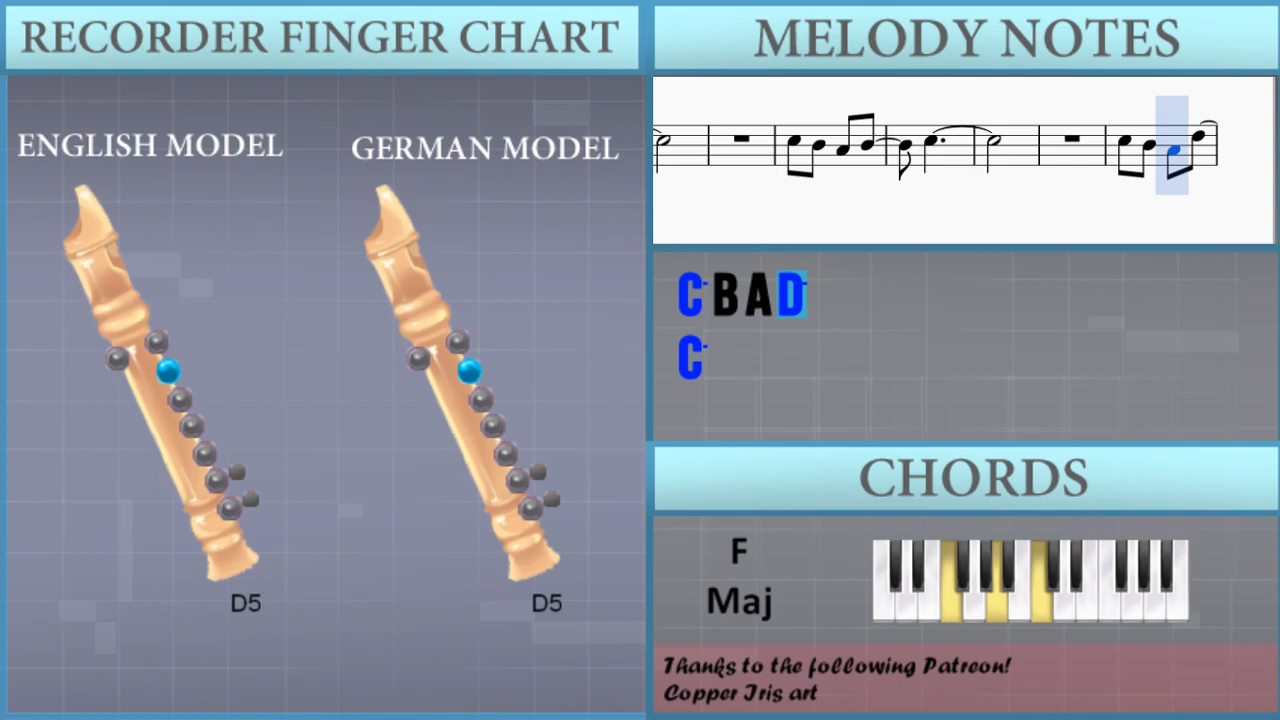 RECORDER FINGER CHART
ENGLISH MODEL
GERMAN MODEL
D5
D5
MELODY NOTES
C- B A D-
C-
CHORDS
F
Maj
Thanks to the following Patreon!
Copper Iris art